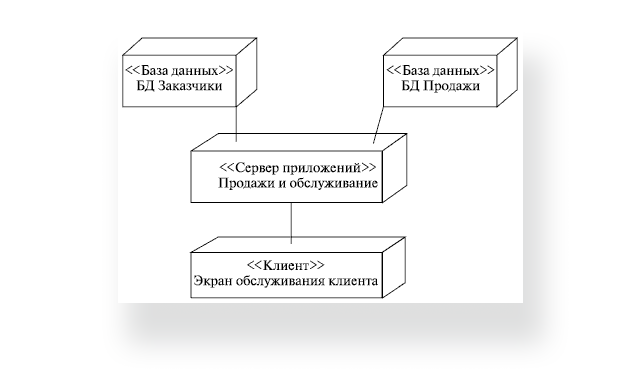 <<База данных>>
БД Заказчики
<<База данных>>
БД Продажи
<<Сервер приложений>>
Продажи и обслуживание
<<Клиент>>
Экран обслуживания клиента